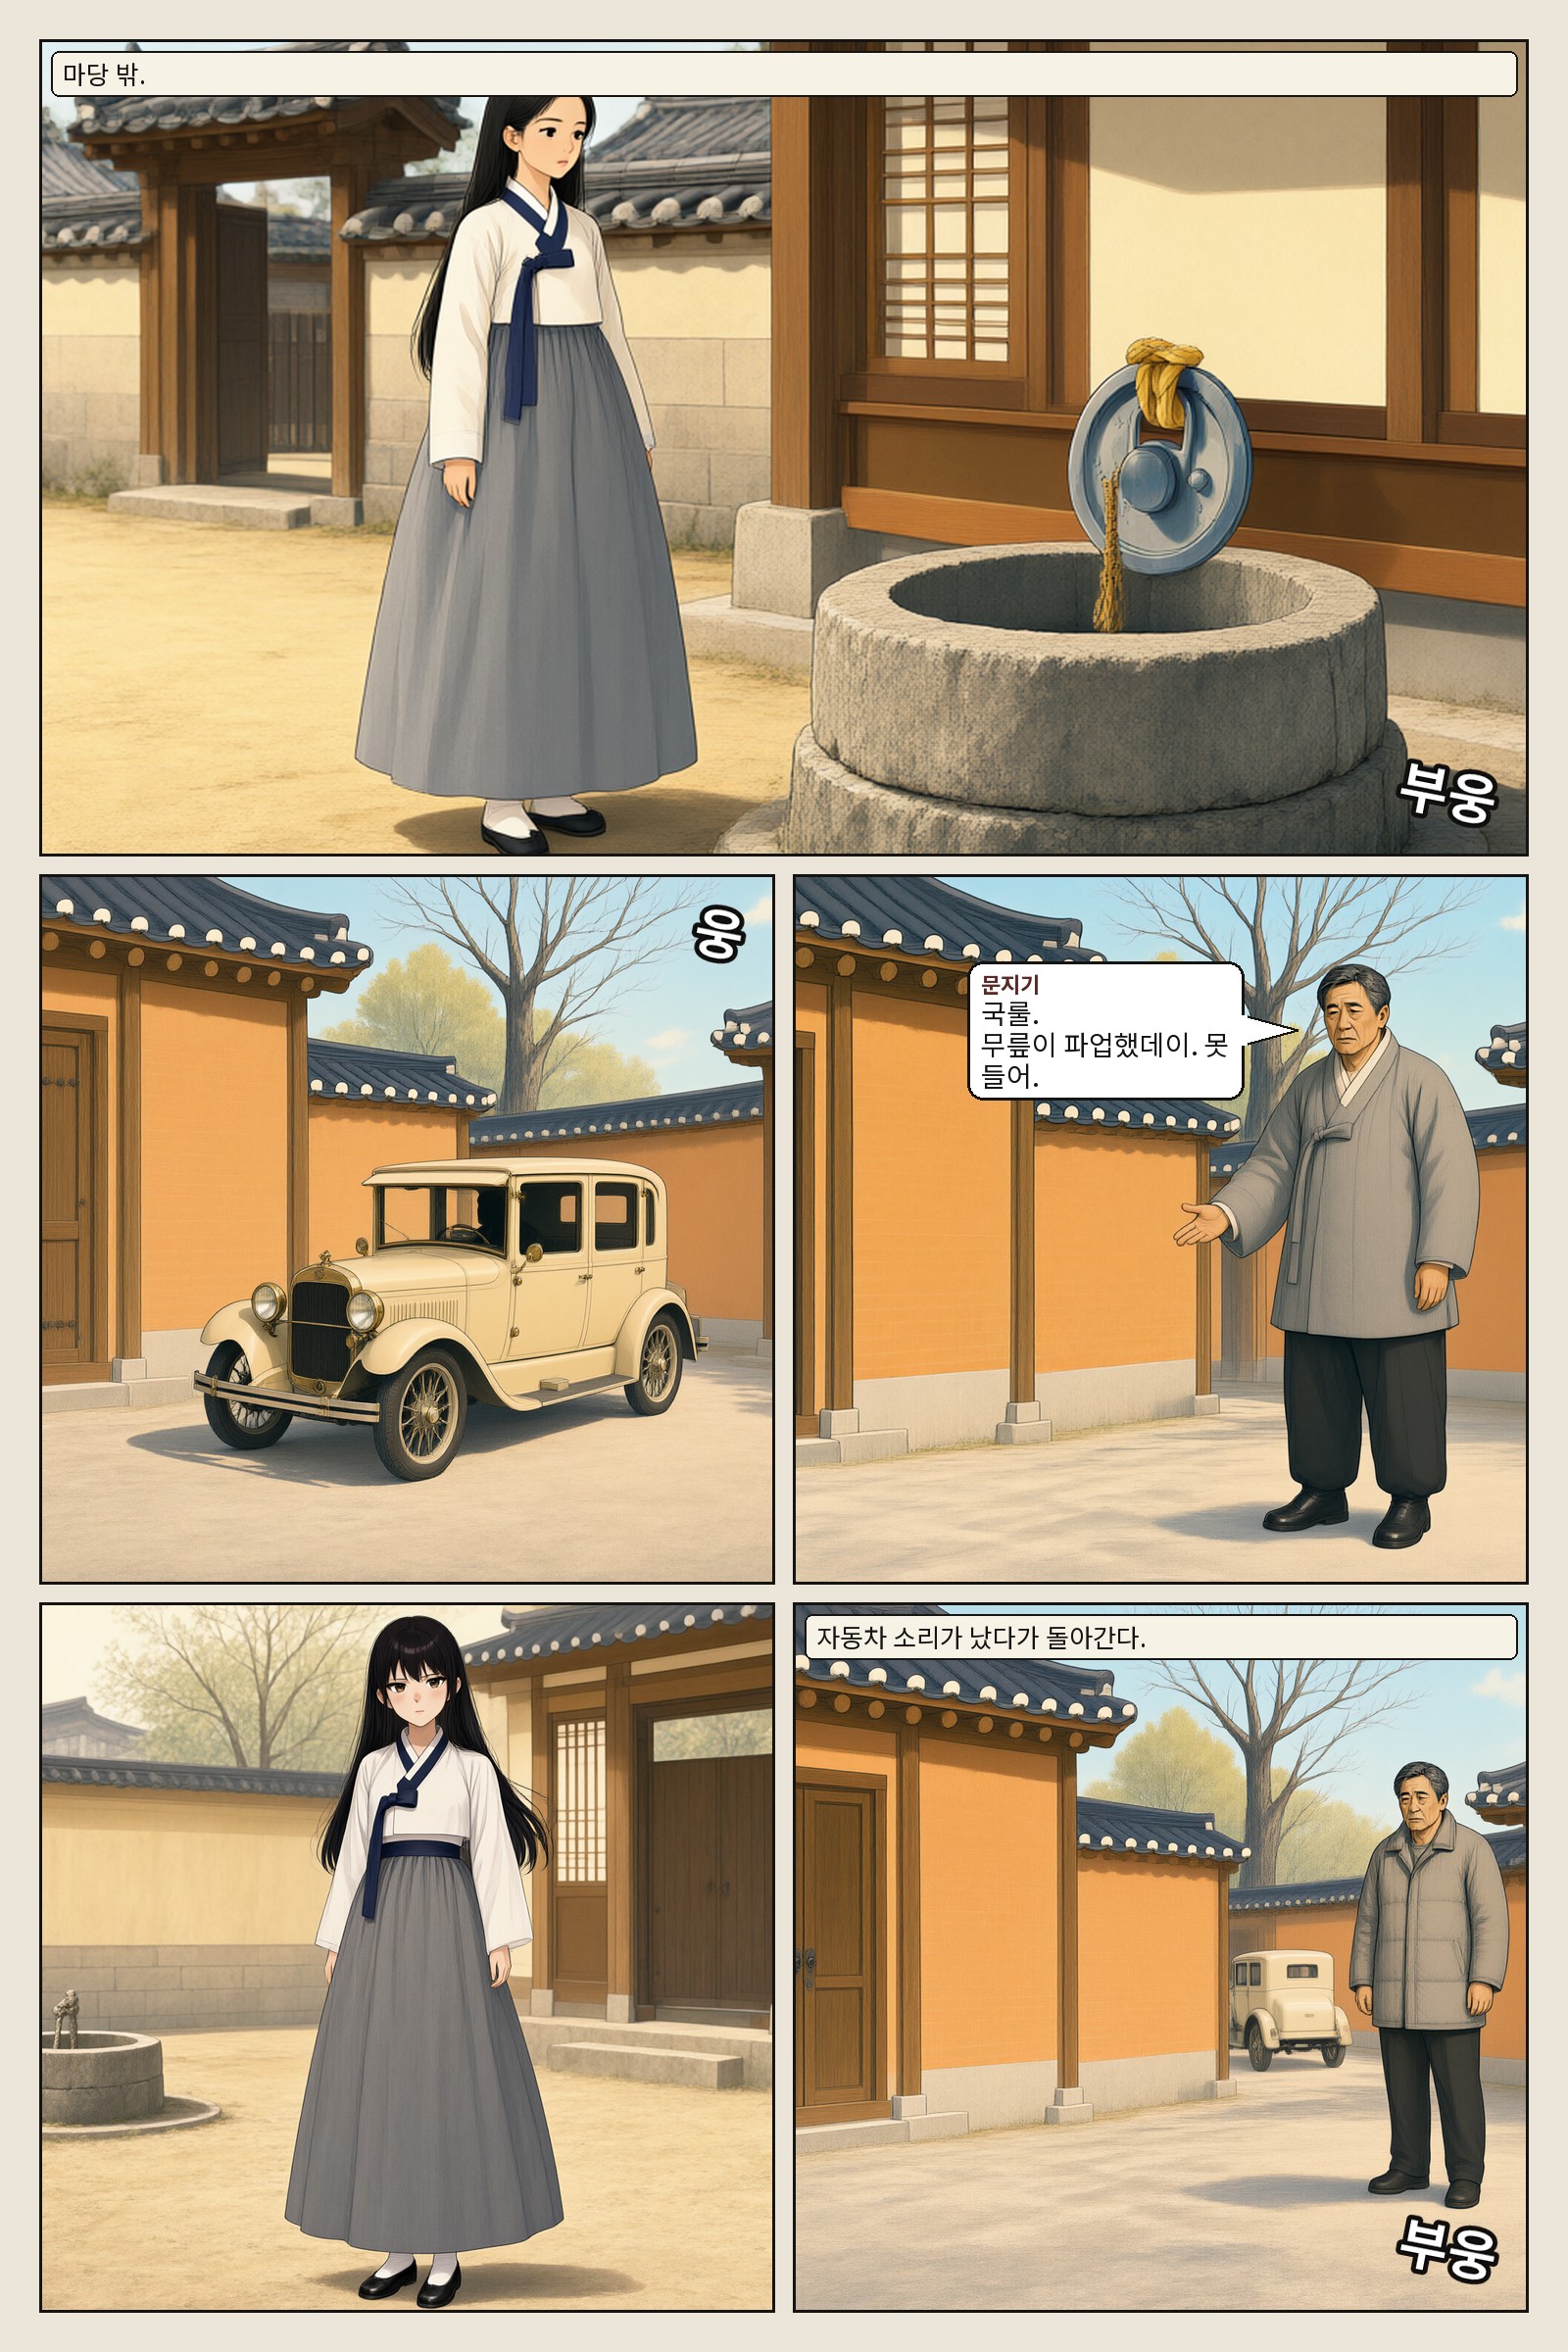 마당 밖.
부웅
웅
문지기
국룰.
무릎이 파업했데이. 못
들어.
자동차 소리가 났다가 돌아간다.
부웅